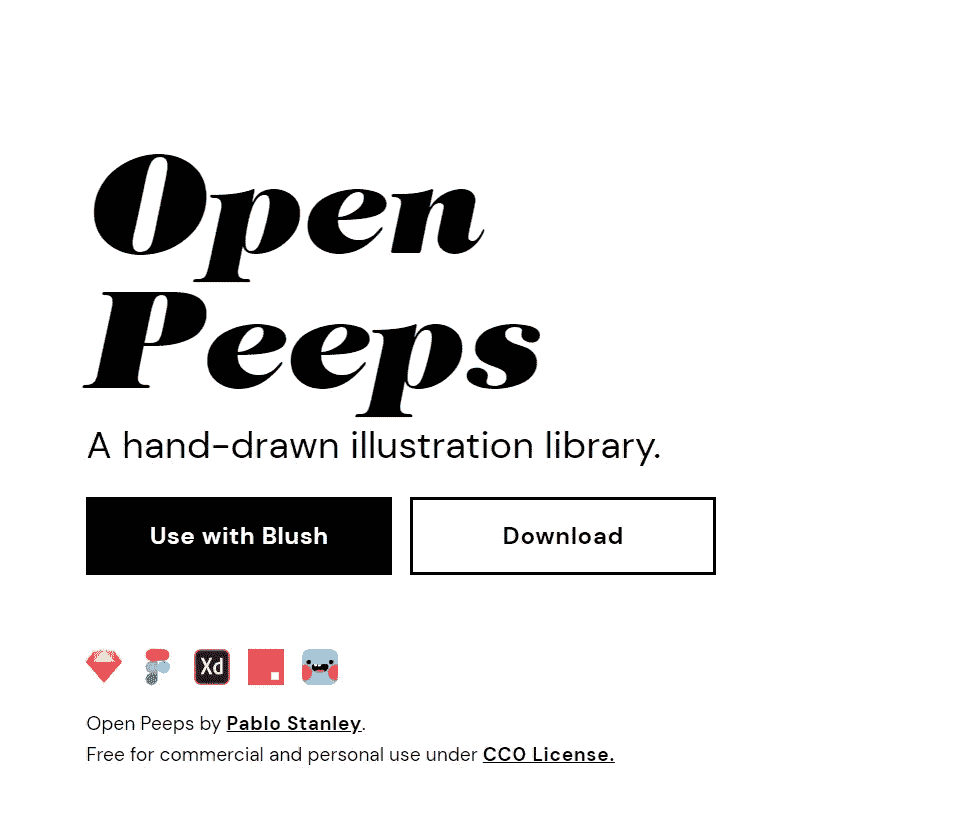 Open
Peeps
A hand-drawn illustration library.
Use with Blush
Download
Xd
Open Peeps by Pablo Stanley.
Free for commercial and personal use under CC0 License.